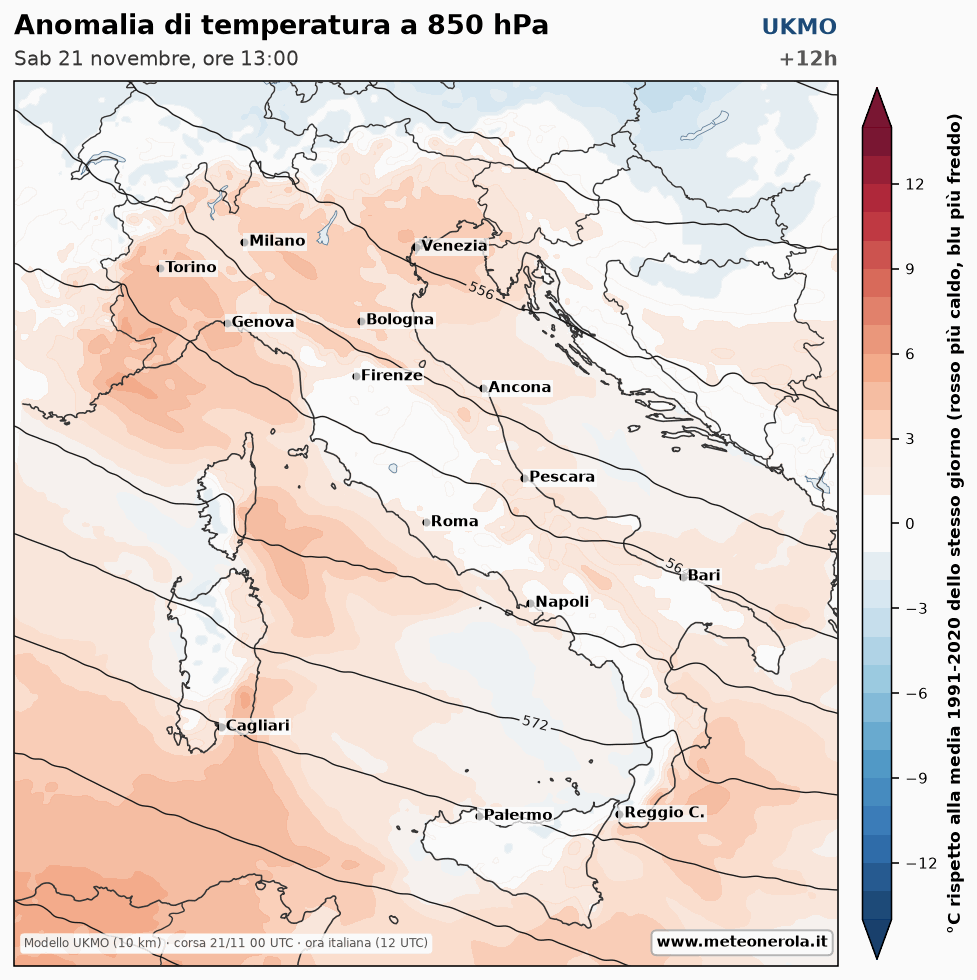 Anomalia di temperatura a 850 hPa
UKMO
Sab 21 novembre, ore 13:00
+12h
Milano
Venezia
Torino
556
Genova
Bologna
Firenze
Ancona
Pescara
Roma
56
Bari
Napoli
572
Cagliari
Palermo
Reggio C.
12
9
6
3
0
−3
−6
−9
−12
°C rispetto alla media 1991-2020 dello stesso giorno (rosso più caldo, blu più freddo)
Modello UKMO (10 km) · corsa 21/11 00 UTC · ora italiana (12 UTC)
www.meteonerola.it